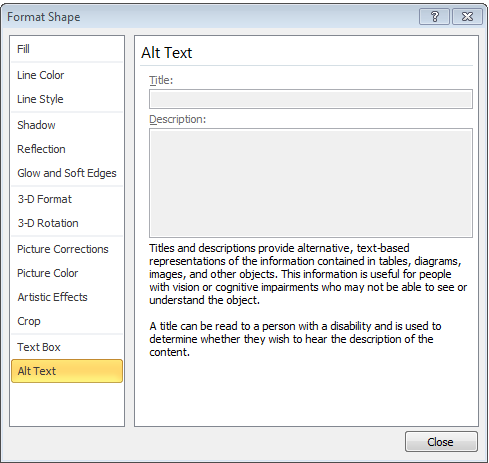 Format Shape
Fill
Line Color
Line Style
Shadow
Reflection
Glow and Soft Edges
3-D Format
3-D Rotation
Picture Corrections
Picture Color
Artistic Effects
Crop
Text Box
Alt Text
Alt Text
Title:
Description:
Titles and descriptions provide alternative, text-based
representations of the information contained in tables, diagrams,
images, and other objects. This information is useful for people
with vision or cognitive impairments who may not be able to see or
understand the object.
A title can be read to a person with a disability and is used to
determine whether they wish to hear the description of the
content.
Close